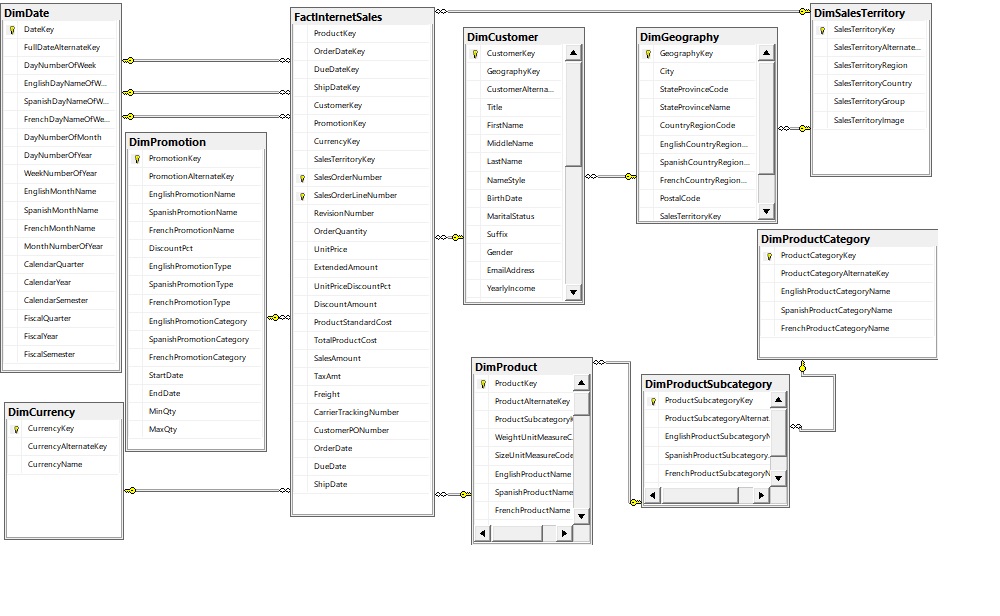 DimDate
DateKey
FullDateAlternateKey
DayNumberOfWeek
EnglishDayNameOfW...
SpanishDayNameOfW...
FrenchDayNameOfWe...
DayNumberOfMonth
DayNumberOfYear
WeekNumberOfYear
EnglishMonthName
SpanishMonthName
FrenchMonthName
MonthNumberOfYear
CalendarQuarter
CalendarYear
CalendarSemester
FiscalQuarter
FiscalYear
FiscalSemester
DimCurrency
CurrencyKey
CurrencyAlternateKey
CurrencyName
DimPromotion
PromotionKey
PromotionAlternateKey
EnglishPromotionName
SpanishPromotionName
FrenchPromotionName
DiscountPct
EnglishPromotionType
SpanishPromotionType
FrenchPromotionType
EnglishPromotionCategory
SpanishPromotionCategory
FrenchPromotionCategory
StartDate
EndDate
MinQty
MaxQty
FactInternetSales
ProductKey
OrderDateKey
DueDateKey
ShipDateKey
CustomerKey
PromotionKey
CurrencyKey
SalesTerritoryKey
SalesOrderNumber
SalesOrderLineNumber
RevisionNumber
OrderQuantity
UnitPrice
ExtendedAmount
UnitPriceDiscountPct
DiscountAmount
ProductStandardCost
TotalProductCost
SalesAmount
TaxAmt
Freight
CarrierTrackingNumber
CustomerPONumber
OrderDate
DueDate
ShipDate
DimCustomer
CustomerKey
GeographyKey
CustomerAlterna...
Title
FirstName
MiddleName
LastName
NameStyle
BirthDate
MaritalStatus
Suffix
Gender
EmailAddress
YearlyIncome
DimGeography
GeographyKey
City
StateProvinceCode
StateProvinceName
CountryRegionCode
EnglishCountryRegion...
SpanishCountryRegion...
FrenchCountryRegion...
PostalCode
SalesTerritoryKey
DimSalesTerritory
SalesTerritoryKey
SalesTerritoryAlternate...
SalesTerritoryRegion
SalesTerritoryCountry
SalesTerritoryGroup
SalesTerritoryImage
DimProductCategory
ProductCategoryKey
ProductCategoryAlternateKey
EnglishProductCategoryName
SpanishProductCategoryName
FrenchProductCategoryName
DimProduct
ProductKey
ProductAlternateKey
ProductSubcategoryK
WeightUnitMeasureC
SizeUnitMeasureCode
EnglishProductName
SpanishProductName
FrenchProductName
DimProductSubcategory
ProductSubcategoryKey
ProductSubcategoryAlternat
EnglishProductSubcategoryN
SpanishProductSubcategory
FrenchProductSubcategoryN